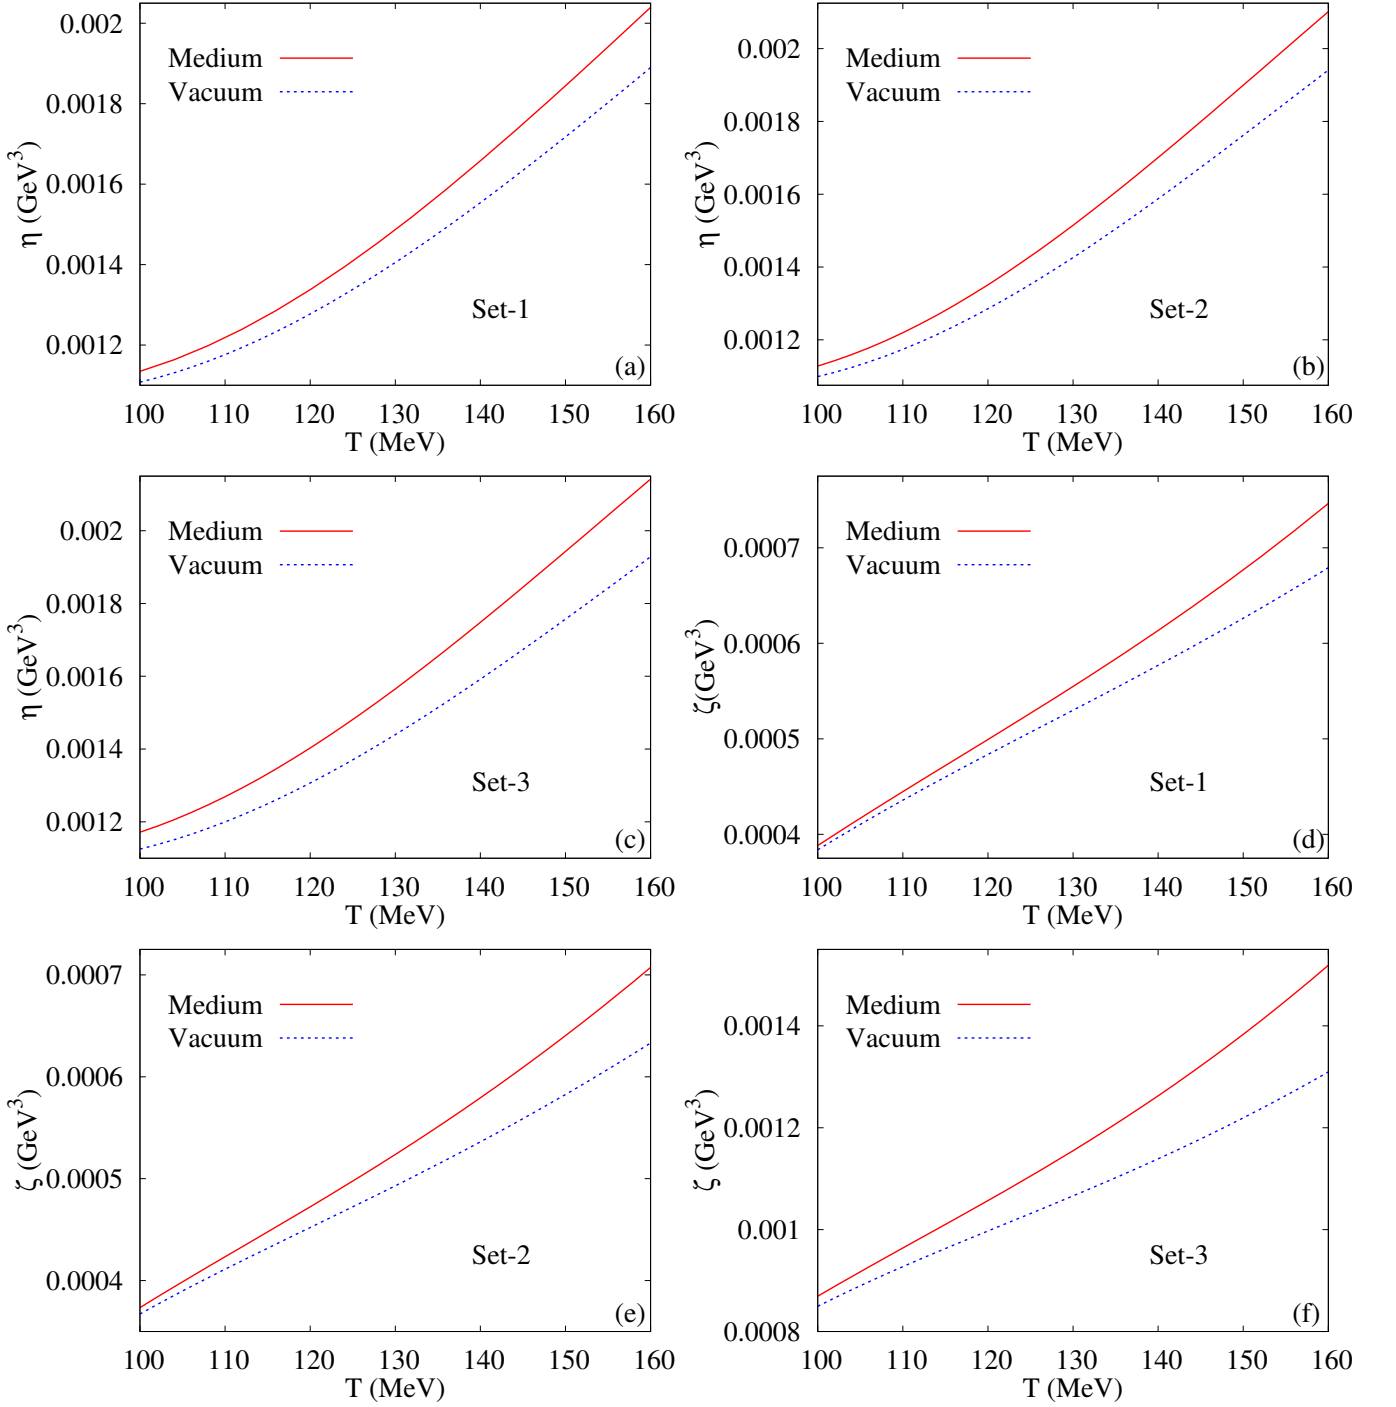 0.002
0.0018
0.0016
0.0014
0.0012
η (GeV³)
Medium
Vacuum
Set-1
(a)
100 110 120 130 140 150 160
T (MeV)
0.002
0.0018
0.0016
0.0014
0.0012
η (GeV³)
Medium
Vacuum
Set-2
(b)
100 110 120 130 140 150 160
T (MeV)
0.002
0.0018
0.0016
0.0014
0.0012
η (GeV³)
Medium
Vacuum
Set-3
(c)
100 110 120 130 140 150 160
T (MeV)
0.0007
0.0006
0.0005
0.0004
ζ(GeV³)
Medium
Vacuum
Set-1
(d)
100 110 120 130 140 150 160
T (MeV)
0.0007
0.0006
0.0005
0.0004
ζ (GeV³)
Medium
Vacuum
Set-2
(e)
100 110 120 130 140 150 160
T (MeV)
0.0014
0.0012
0.001
0.0008
ζ (GeV³)
Medium
Vacuum
Set-3
(f)
100 110 120 130 140 150 160
T (MeV)